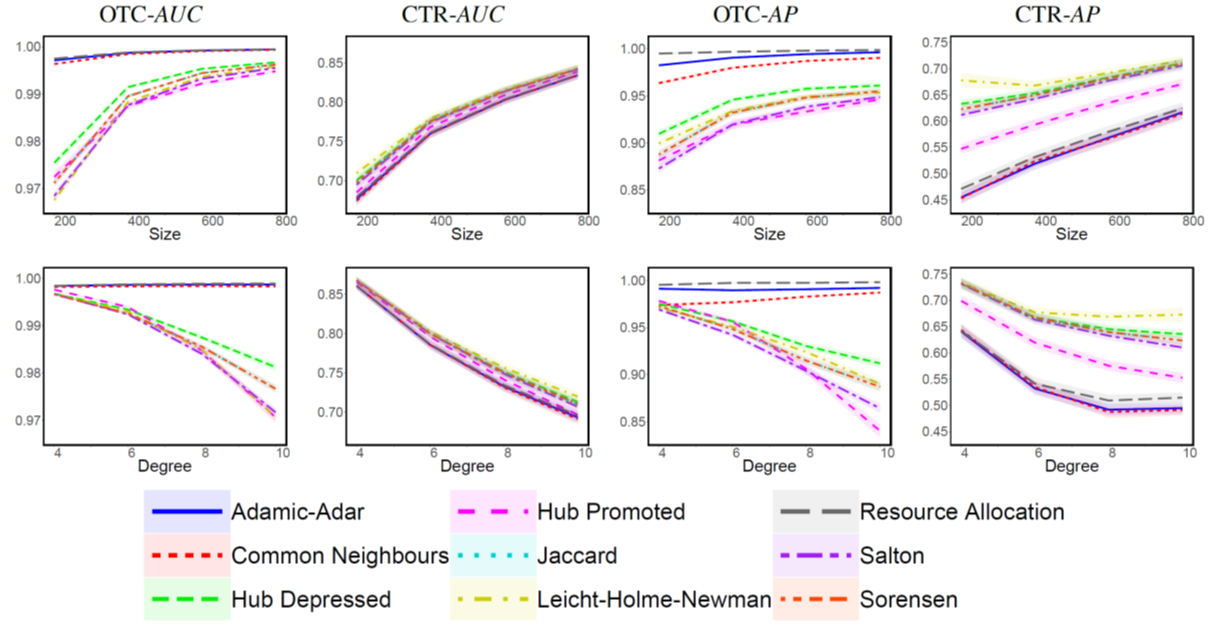 OTC-AUC CTR-AUC OTC-AP CTR-AP
1.00 0.99 0.98 0.97
200 400 600 800
Size
0.85 0.80 0.75 0.70
200 400 600 800
Size
1.00 0.95 0.90 0.85
200 400 600 800
Size
0.75 0.70 0.65 0.60 0.55 0.50 0.45
200 400 600 800
Size
1.00 0.99 0.98 0.97
4 6 8 10
Degree
0.85 0.80 0.75 0.70
4 6 8 10
Degree
1.00 0.95 0.90 0.85
4 6 8 10
Degree
0.75 0.70 0.65 0.60 0.55 0.50 0.45
4 6 8 10
Degree
Adamic-Adar Hub Promoted Resource Allocation
Common Neighbours Jaccard Salton
Hub Depressed Leicht-Holme-Newman Sorensen